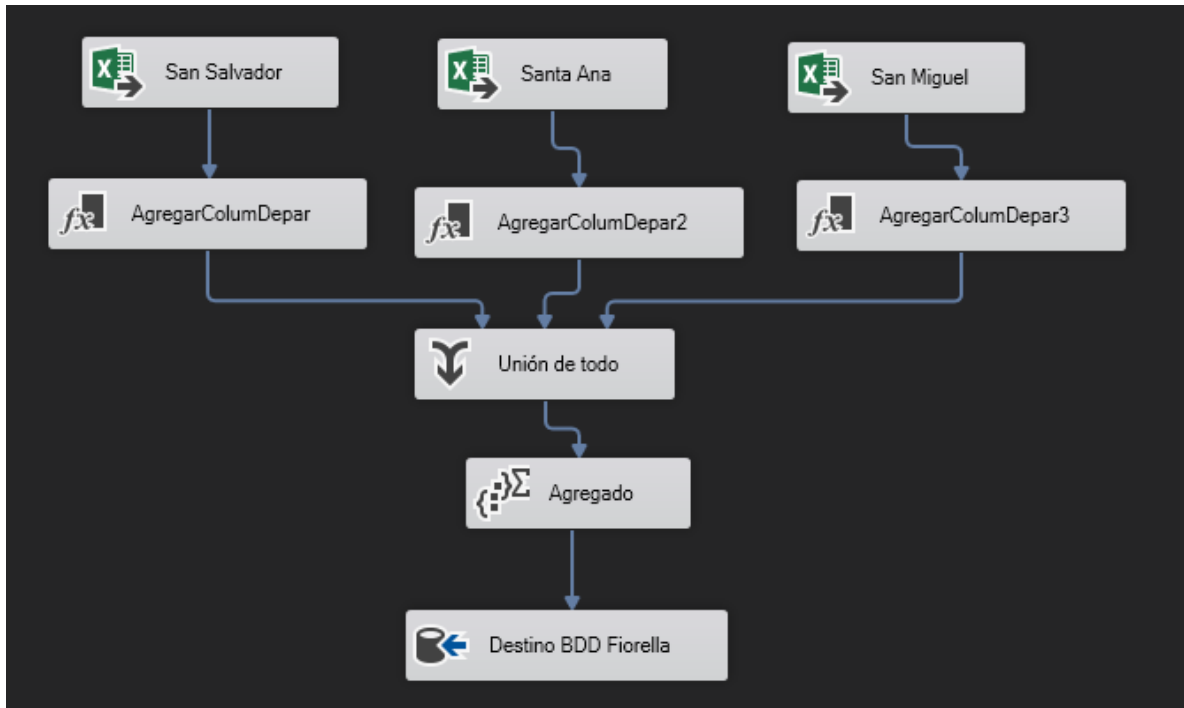 San Salvador
Santa Ana
San Miguel
AgregarColumDepar
AgregarColumDepar2
AgregarColumDepar3
Unión de todo
Agregado
Destino BDD Fiorella